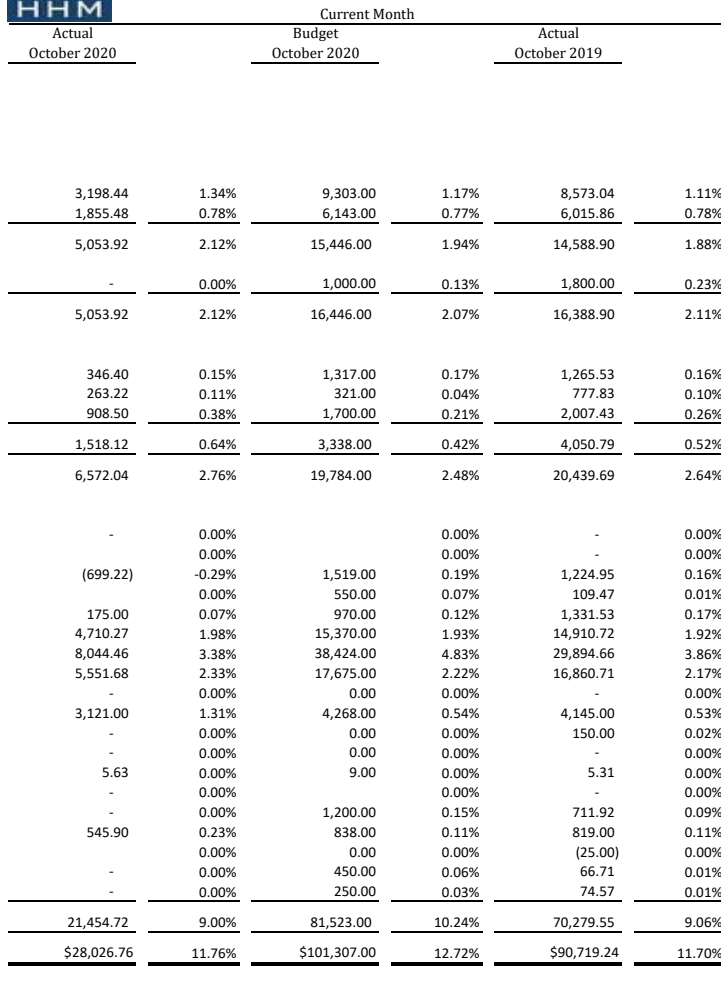 HHM
Current Month
Actual Budget Actual
October 2020 October 2020 October 2019
3,198.44 1.34% 9,303.00 1.17% 8,573.04 1.11%
1,855.48 0.78% 6,143.00 0.77% 6,015.86 0.78%
5,053.92 2.12% 15,446.00 1.94% 14,588.90 1.88%
- 0.00% 1,000.00 0.13% 1,800.00 0.23%
5,053.92 2.12% 16,446.00 2.07% 16,388.90 2.11%
346.40 0.15% 1,317.00 0.17% 1,265.53 0.16%
263.22 0.11% 321.00 0.04% 777.83 0.10%
908.50 0.38% 1,700.00 0.21% 2,007.43 0.26%
1,518.12 0.64% 3,338.00 0.42% 4,050.79 0.52%
6,572.04 2.76% 19,784.00 2.48% 20,439.69 2.64%
- 0.00% 0.00% - 0.00%
0.00% 0.00% - 0.00%
(699.22) -0.29% 1,519.00 0.19% 1,224.95 0.16%
0.00% 550.00 0.07% 109.47 0.01%
175.00 0.07% 970.00 0.12% 1,331.53 0.17%
4,710.27 1.98% 15,370.00 1.93% 14,910.72 1.92%
8,044.46 3.38% 38,424.00 4.83% 29,894.66 3.86%
5,551.68 2.33% 17,675.00 2.22% 16,860.71 2.17%
- 0.00% 0.00 0.00% - 0.00%
3,121.00 1.31% 4,268.00 0.54% 4,145.00 0.53%
- 0.00% 0.00 0.00% 150.00 0.02%
- 0.00% 0.00 0.00% - 0.00%
5.63 0.00% 9.00 0.00% 5.31 0.00%
- 0.00% 0.00% - 0.00%
- 0.00% 1,200.00 0.15% 711.92 0.09%
545.90 0.23% 838.00 0.11% 819.00 0.11%
0.00% 0.00 0.00% (25.00) 0.00%
- 0.00% 450.00 0.06% 66.71 0.01%
- 0.00% 250.00 0.03% 74.57 0.01%
21,454.72 9.00% 81,523.00 10.24% 70,279.55 9.06%
$28,026.76 11.76% $101,307.00 12.72% $90,719.24 11.70%